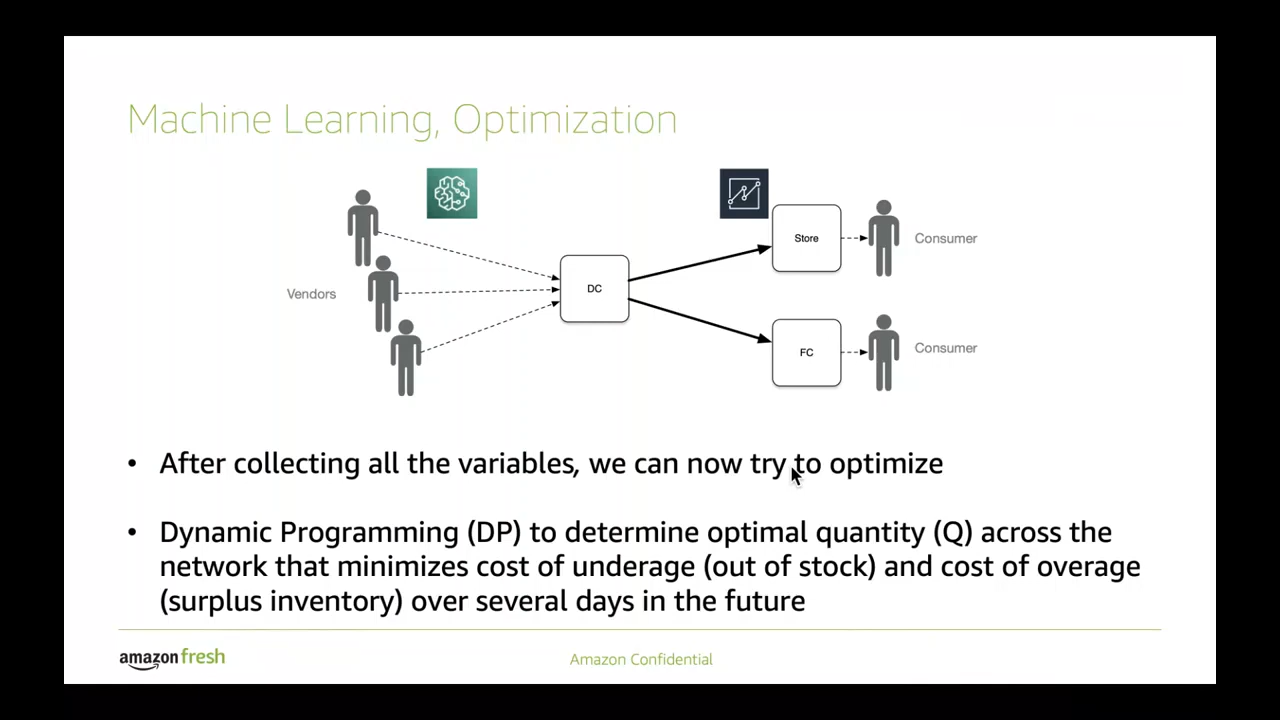 Machine Learning, Optimization
Vendors
DC
Store
Consumer
FC
Consumer
• After collecting all the variables, we can now try to optimize
• Dynamic Programming (DP) to determine optimal quantity (Q) across the
network that minimizes cost of underage (out of stock) and cost of overage
(surplus inventory) over several days in the future
amazon fresh
Amazon Confidential